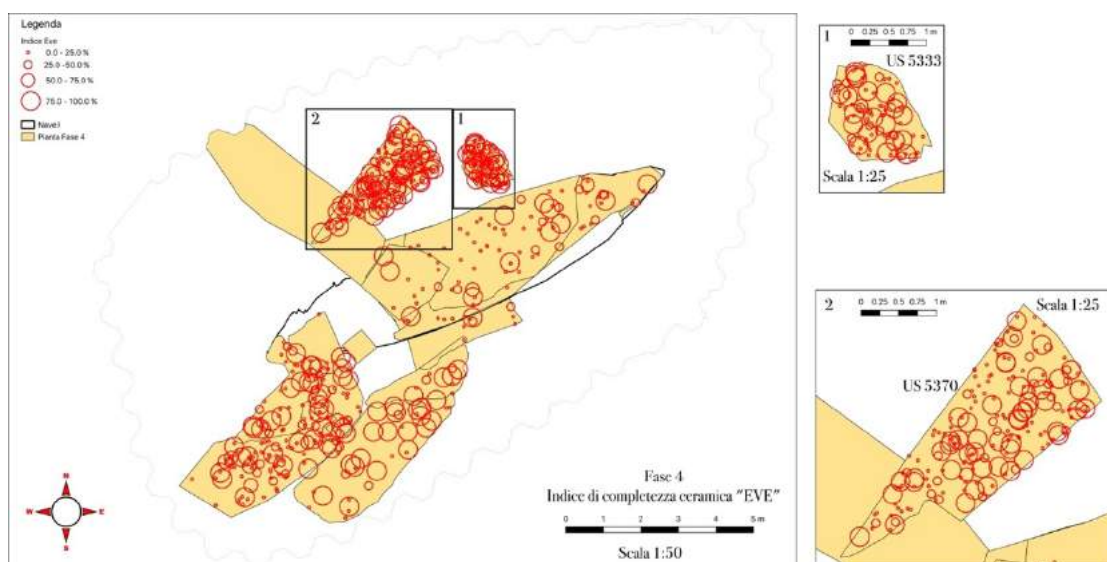 Legenda
Indice Eve
0.0 - 25.0 %
25.0 - 50.0 %
50.0 - 75.0 %
75.0 - 100.0 %
Nave I
Pianta Fase 4
2
1
N
W
E
S
Fase 4
Indice di completezza ceramica "EVE"
0 1 2 3 4 5 m
Scala 1:50
1
0 0.25 0.50 0.75 1 m
US 5333
Scala 1:25
2
0 0.25 0.50 0.75 1 m
Scala 1:25
US 5370